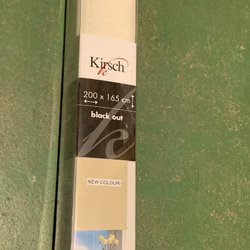 Kirsch
200 x 165 cm
black out
NEW COLOUR!